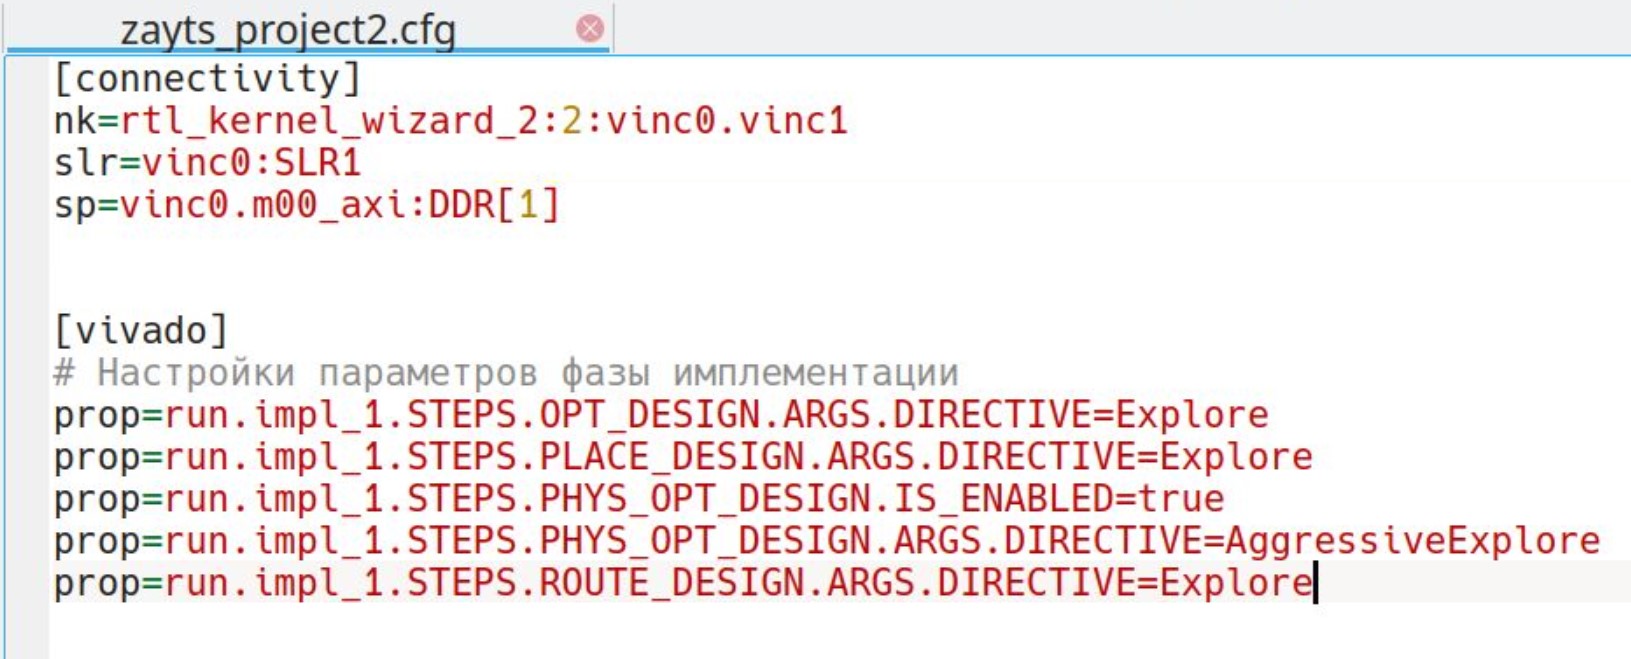 zayts_project2.cfg
[connectivity]
nk=rtl_kernel_wizard_2:2:vinc0.vinc1
slr=vinc0:SLR1
sp=vinc0.m00_axi:DDR[1]
[vivado]
# Настройки параметров фазы имплементации
prop=run.impl_1.STEPS.OPT_DESIGN.ARGS.DIRECTIVE=Explore
prop=run.impl_1.STEPS.PLACE_DESIGN.ARGS.DIRECTIVE=Explore
prop=run.impl_1.STEPS.PHYS_OPT_DESIGN.IS_ENABLED=true
prop=run.impl_1.STEPS.PHYS_OPT_DESIGN.ARGS.DIRECTIVE=AggressiveExplore
prop=run.impl_1.STEPS.ROUTE_DESIGN.ARGS.DIRECTIVE=Explore